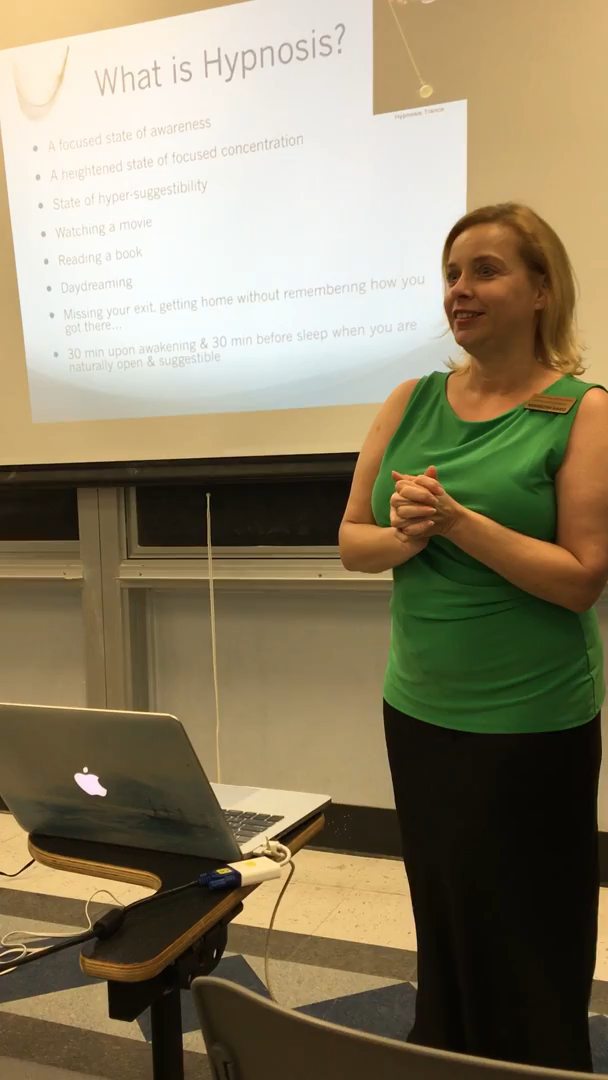 What is Hypnosis?
A focused state of awareness
A heightened state of focused concentration
State of hyper-suggestibility
Watching a movie
Reading a book
Daydreaming
Missing your exit, getting home without remembering how you
got there...
30 min upon awakening & 30 min before sleep when you are
naturally open & suggestible